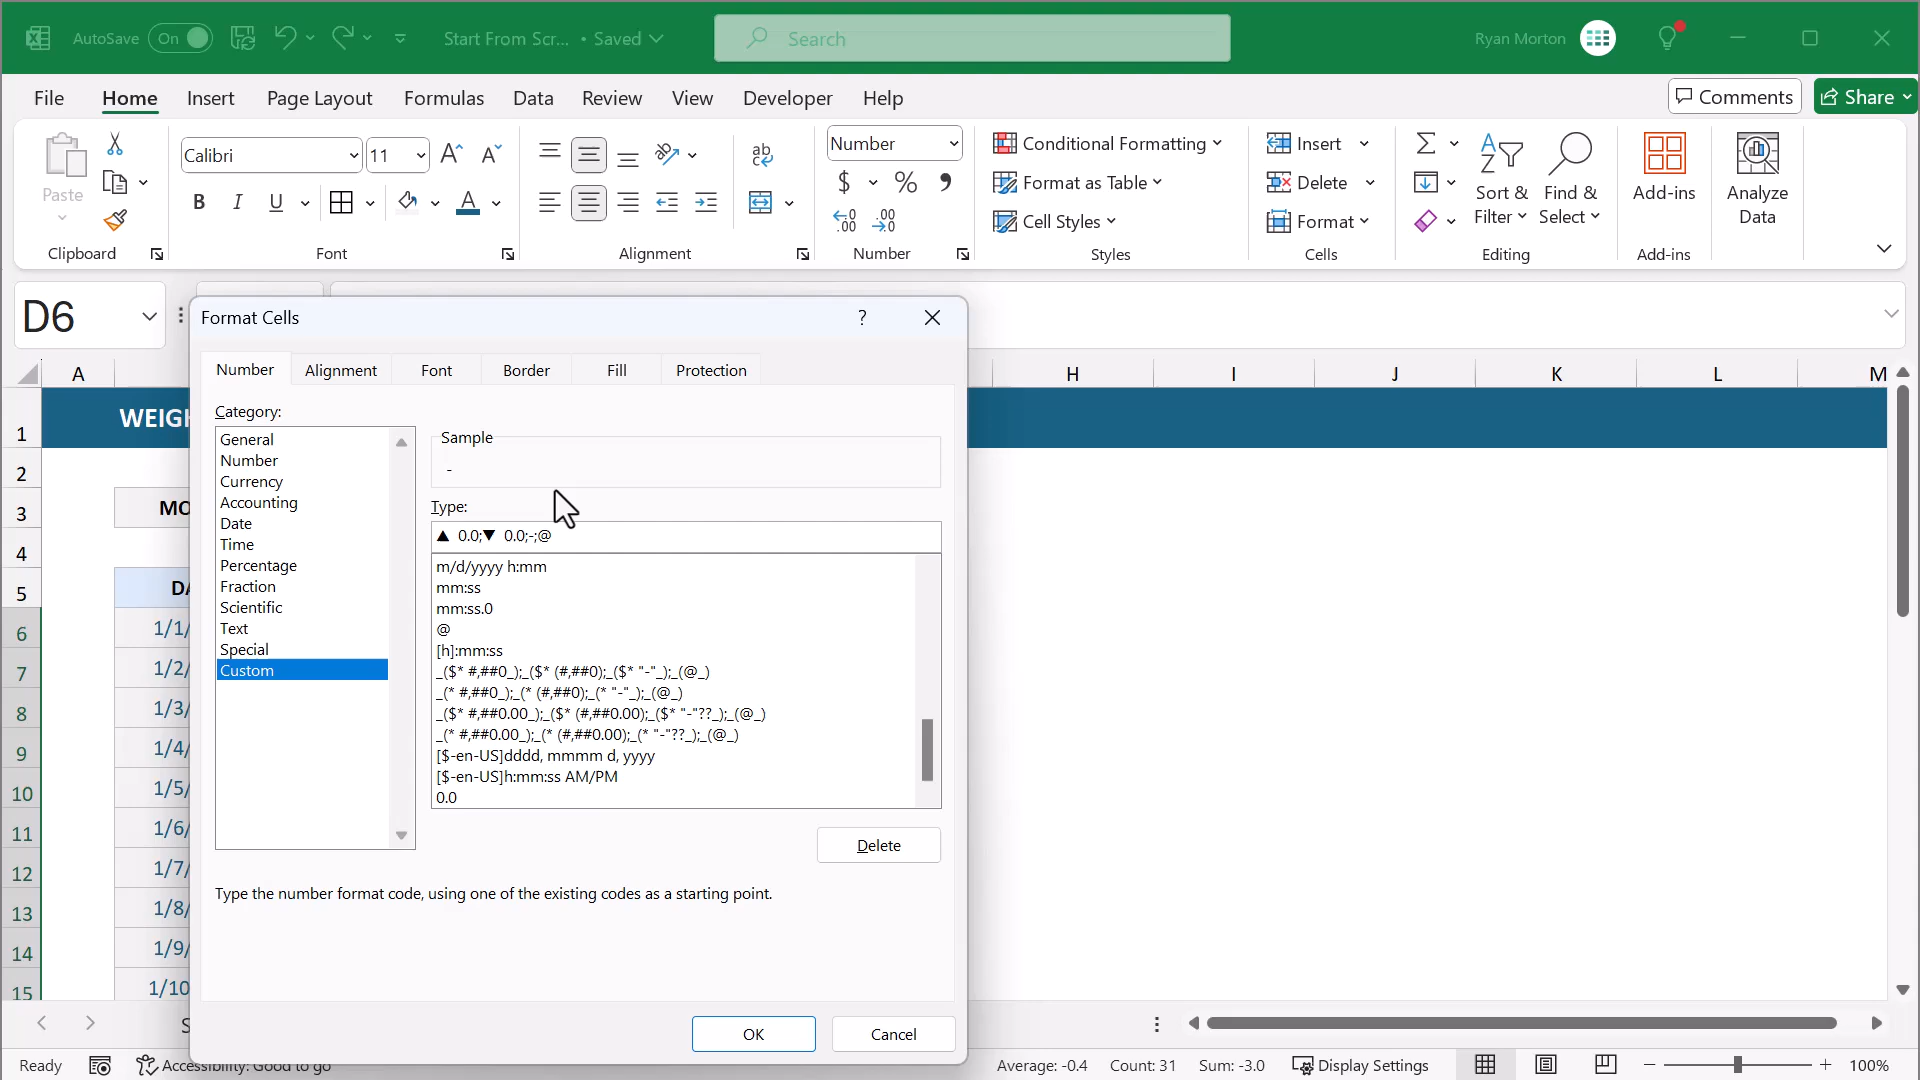 AutoSave On Start From Scr... • Saved Search Ryan Morton
File Home Insert Page Layout Formulas Data Review View Developer Help Comments Share
Paste
Clipboard
Calibri 11
B I U A
Font
ab
Alignment
Number
$ % ,
Number
Conditional Formatting
Format as Table
Cell Styles
Styles
Insert
Delete
Format
Cells
Sort & Filter
Find & Select
Editing
Add-ins
Add-ins
Analyze Data
D6
Format Cells ?
Number Alignment Font Border Fill Protection
Category:
General
Number
Currency
Accounting
Date
Time
Percentage
Fraction
Scientific
Text
Special
Custom
Sample
-
Type:
▲ 0.0;▼ 0.0;-;@
m/d/yyyy h:mm
mm:ss
mm:ss.0
@
[h]:mm:ss
_($* #,##0_);_($* (#,##0);_($* "-"_);_(@_)
_(* #,##0_);_(* (#,##0);_(* "-"_);_(@_)
_($* #,##0.00_);_($* (#,##0.00);_($* "-"??_);_(@_)
_(* #,##0.00_);_(* (#,##0.00);_(* "-"??_);_(@_)
[$-en-US]dddd, mmmm d, yyyy
[$-en-US]h:mm:ss AM/PM
0.0
Delete
Type the number format code, using one of the existing codes as a starting point.
OK Cancel
A H I J K L M
1 WEIGH
2
3 MO
4
5 DA
6 1/1/
7 1/2/
8 1/3/
9 1/4/
10 1/5/
11 1/6/
12 1/7/
13 1/8/
14 1/9/
15 1/10
S
Ready Accessibility: Good to go Average: -0.4 Count: 31 Sum: -3.0 Display Settings 100%